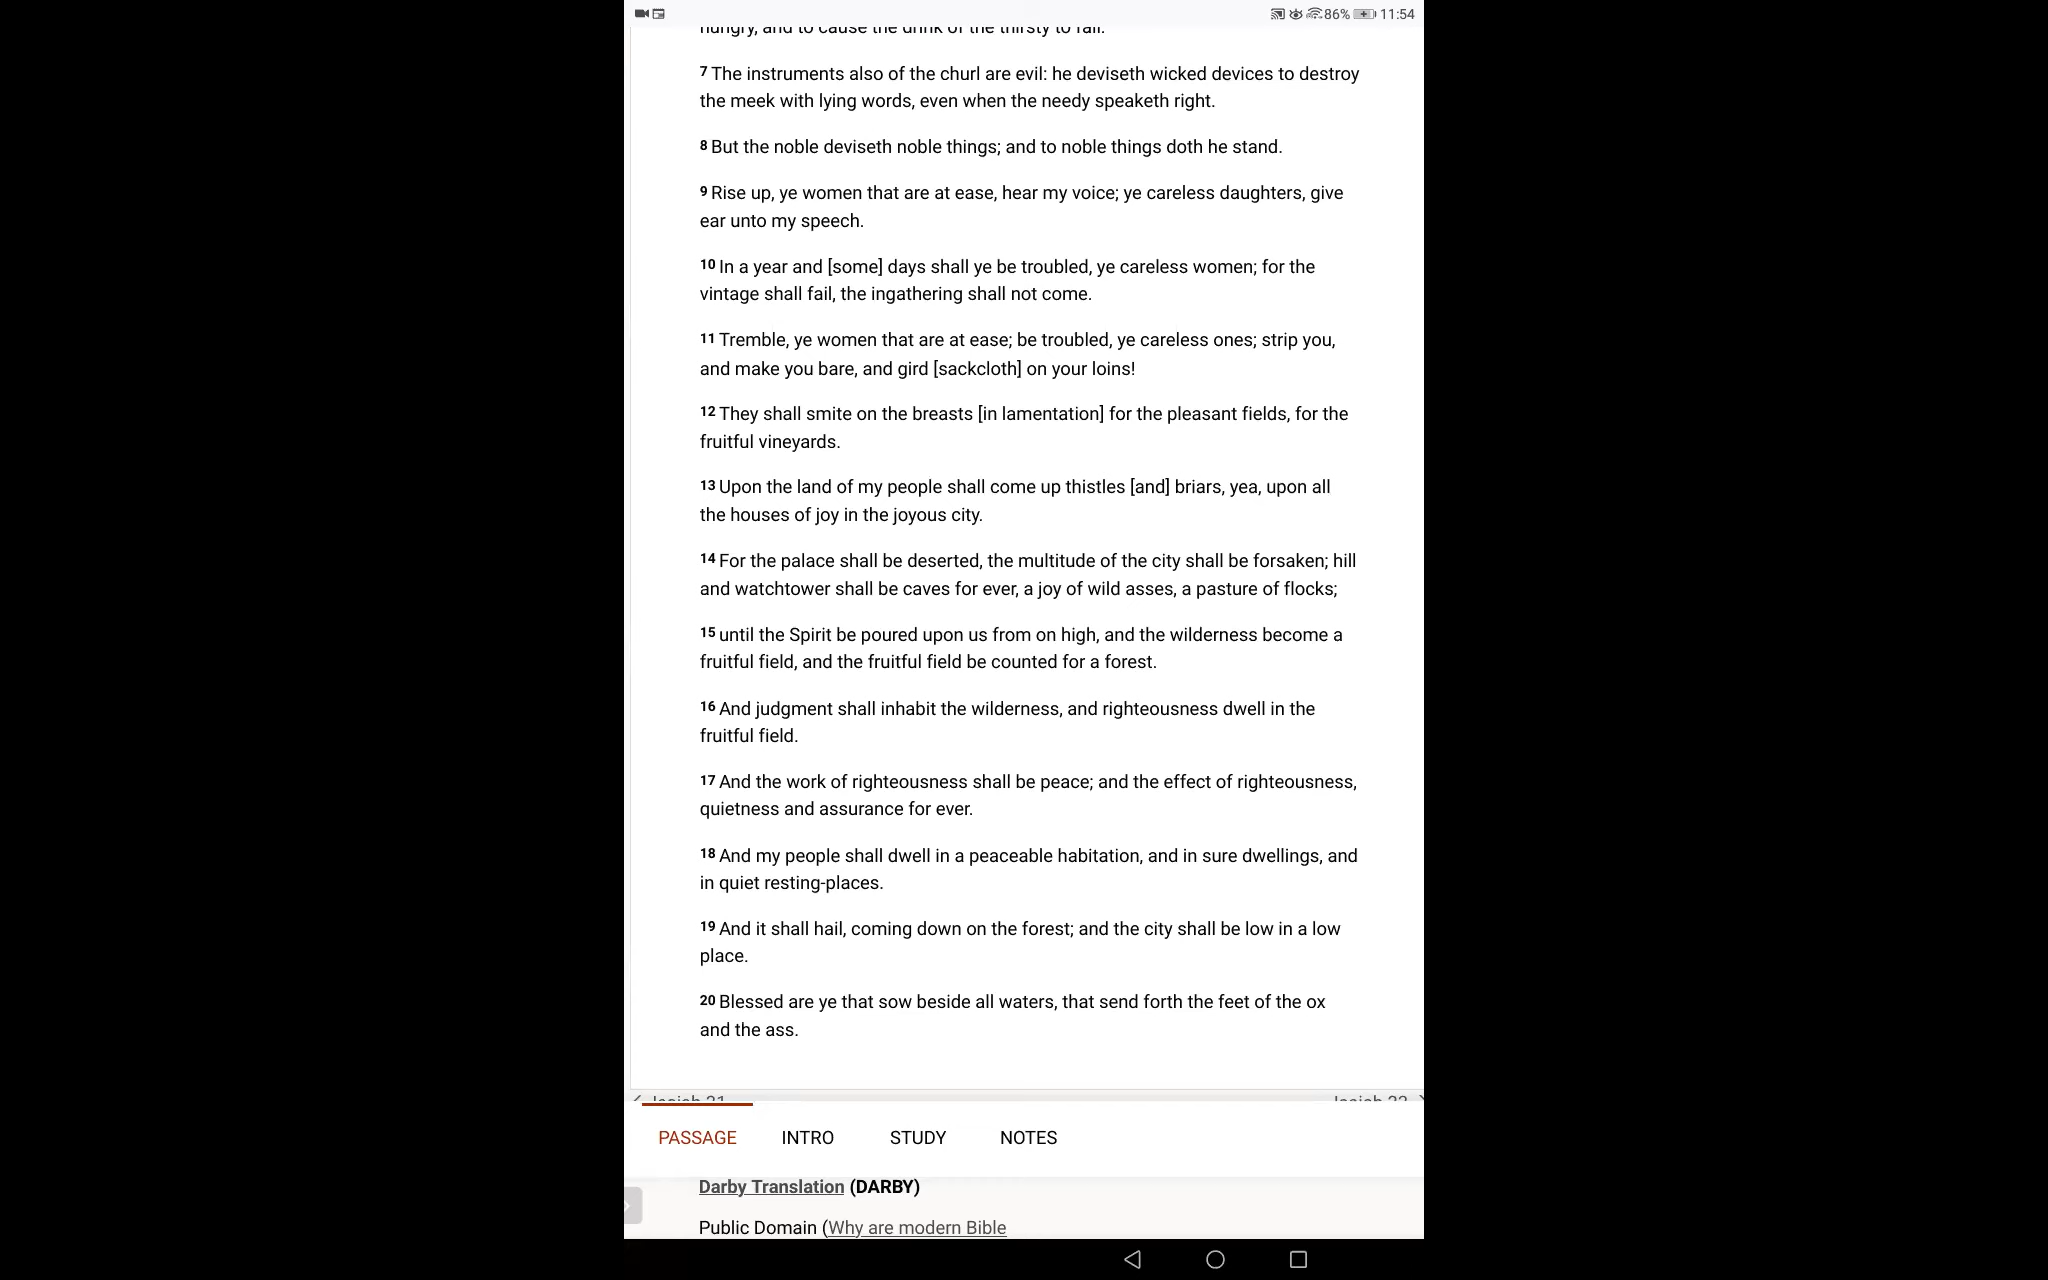 86% 11:54
hungry, and to cause the drink of the thirsty to fail.
7 The instruments also of the churl are evil: he deviseth wicked devices to destroy
the meek with lying words, even when the needy speaketh right.
8 But the noble deviseth noble things; and to noble things doth he stand.
9 Rise up, ye women that are at ease, hear my voice; ye careless daughters, give
ear unto my speech.
10 In a year and [some] days shall ye be troubled, ye careless women; for the
vintage shall fail, the ingathering shall not come.
11 Tremble, ye women that are at ease; be troubled, ye careless ones; strip you,
and make you bare, and gird [sackcloth] on your loins!
12 They shall smite on the breasts [in lamentation] for the pleasant fields, for the
fruitful vineyards.
13 Upon the land of my people shall come up thistles [and] briars, yea, upon all
the houses of joy in the joyous city.
14 For the palace shall be deserted, the multitude of the city shall be forsaken; hill
and watchtower shall be caves for ever, a joy of wild asses, a pasture of flocks;
15 until the Spirit be poured upon us from on high, and the wilderness become a
fruitful field, and the fruitful field be counted for a forest.
16 And judgment shall inhabit the wilderness, and righteousness dwell in the
fruitful field.
17 And the work of righteousness shall be peace; and the effect of righteousness,
quietness and assurance for ever.
18 And my people shall dwell in a peaceable habitation, and in sure dwellings, and
in quiet resting-places.
19 And it shall hail, coming down on the forest; and the city shall be low in a low
place.
20 Blessed are ye that sow beside all waters, that send forth the feet of the ox
and the ass.
Isaiah 31 Isaiah 33
PASSAGE INTRO STUDY NOTES
Darby Translation (DARBY)
Public Domain (Why are modern Bible